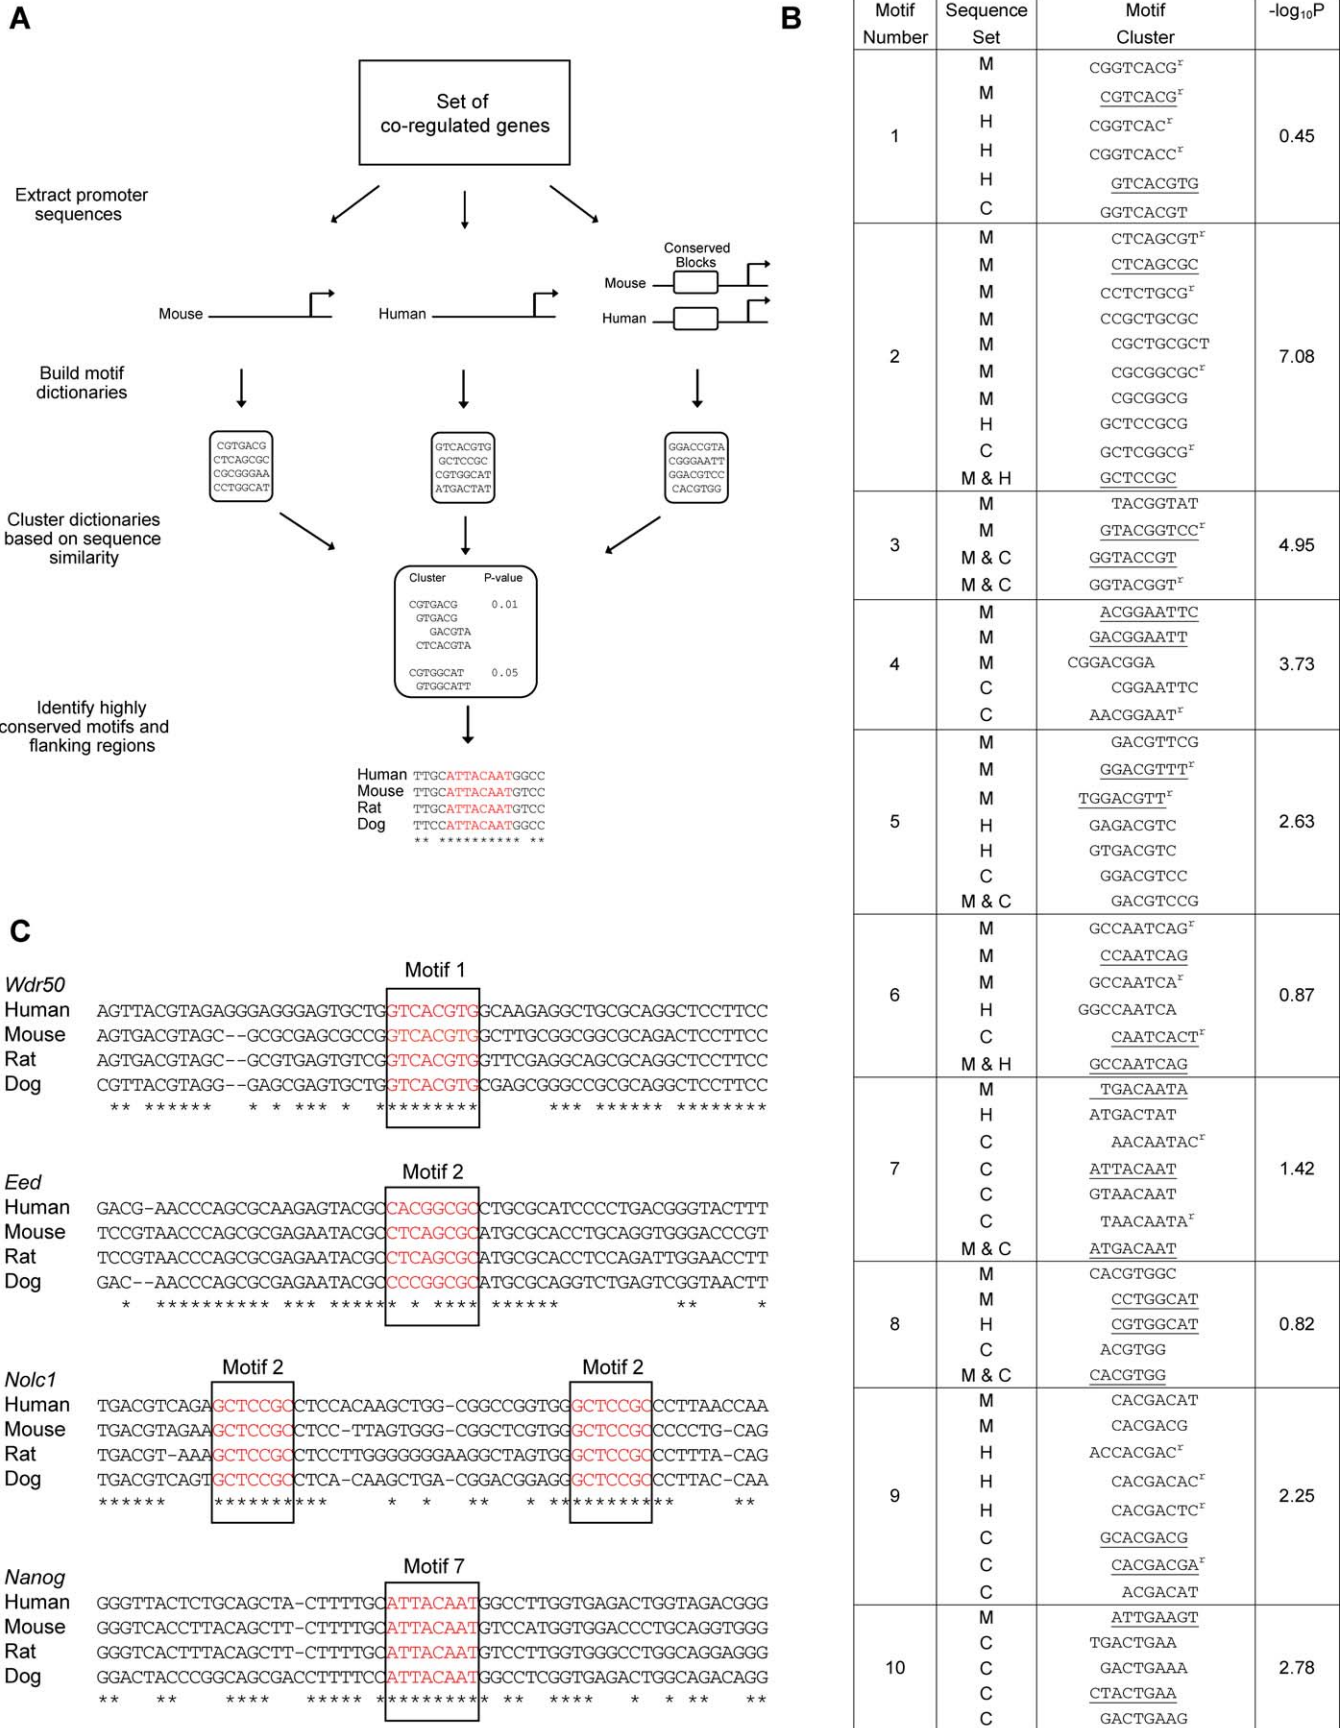 A
Set of
co-regulated genes
Extract promoter
sequences
Conserved
Blocks
Mouse
Human
Mouse
Human
Build motif
dictionaries
CGTGACG
CTCAGCGC
CGCGGGAA
CCTGGCAT
GTCACGTG
GCTCCGC
CGTGGCAT
ATGACTAT
GGACCGTA
CGGGAATT
GGACGTCC
CACGTGG
Cluster dictionaries
based on sequence
similarity
Cluster P-value
CGTGACG 0.01
GTGACG
GACGTA
CTCACGTA
CGTGGCAT 0.05
GTGGCATT
Identify highly
conserved motifs and
flanking regions
Human TTGCATTACAATGGCC
Mouse TTGCATTACAATGTCC
Rat TTGCATTACAATGTCC
Dog TTCCATTACAATGGCC
** ********** **
B
Motif Number Sequence Set Motif Cluster -log10P
1 0.45
M CGGTCACGr
M CGTCACGr
H CGGTCACr
H CGGTCACCr
H GTCACGTG
C GGTCACGT
2 7.08
M CTCAGCGTr
M CTCAGCGC
M CCTCTGCGr
M CCGCTGCGC
M CGCTGCGCT
M CGCGGCGCr
M CGCGGCG
H GCTCCGCG
C GCTCGGCGr
M & H GCTCCGC
3 4.95
M TACGGTAT
M GTACGGTCCr
M & C GGTACCGT
M & C GGTACGGTr
4 3.73
M ACGGAATTC
M GACGGAATT
M CGGACGGA
C CGGAATTC
C AACGGAATr
5 2.63
M GACGTTCG
M GGACGTTTr
M TGGACGTTr
H GAGACGTC
H GTGACGTC
C GGACGTCC
M & C GACGTCCG
6 0.87
M GCCAATCAGr
M CCAATCAG
M GCCAATCAr
H GGCCAATCA
C CAATCACTr
M & H GCCAATCAG
7 1.42
M TGACAATA
H ATGACTAT
C AACAATACr
C ATTACAAT
C GTAACAAT
C TAACAATAr
M & C ATGACAAT
8 0.82
M CACGTGGC
M CCTGGCAT
H CGTGGCAT
C ACGTGG
M & C CACGTGG
9 2.25
M CACGACAT
M CACGACG
H ACCACGACr
H CACGACACr
H CACGACTCr
C GCACGACG
C CACGACGAr
C ACGACAT
10 2.78
M ATTGAAGT
C TGACTGAA
C GACTGAAA
C CTACTGAA
C GACTGAAG
C
Motif 1
Wdr50
Human AGTTACGTAGAGGGAGGGAGTGCTGGTCACGTGGCAAGAGGCTGCGCAGGCTCCTTCC
Mouse AGTGACGTAGC--GCGCGAGCGCCGGTCACGTGGCTTGCGGCGGCGCAGACTCCTTCC
Rat AGTGACGTAGC--GCGTGAGTGTCGGTCACGTGGTTCGAGGCAGCGCAGGCTCCTTCC
Dog CGTTACGTAGG--GAGCGAGTGCTGGTCACGTGCGAGCGGGCCGCGCAGGCTCCTTCC
** ****** * * *** * ********* *** ****** ********
Motif 2
Eed
Human GACG-AACCCAGCGCAAGAGTACGCCACGGCGCCTGCGCATCCCCTGACGGGTACTTT
Mouse TCCGTAACCCAGCGCGAGAATACGCCTCAGCGCATGCGCACCTGCAGGTGGGACCCGT
Rat TCCGTAACCCAGCGCGAGAATACGCCTCAGCGCATGCGCACCTCCAGATTGGAACCTT
Dog GAC--AACCCAGCGCGAGAATACGCCCCGGCGCATGCGCAGGTCTGAGTCGGTAACTT
* ********** *** ****** * **** ****** ** *
Motif 2 Motif 2
Nolc1
Human TGACGTCAGAGCTCCGCCTCCACAAGCTGG-CGGCCGGTGGGCTCCGCCCTTAACCAA
Mouse TGACGTAGAAGCTCCGCCTCC-TTAGTGGG-CGGCTCGTGGGCTCCGCCCCCTG-CAG
Rat TGACGT-AAAGCTCCGCCTCCTTGGGGGGGAAGGCTAGTGGGCTCCGCCCTTTA-CAG
Dog TGACGTCAGTGCTCCGCCTCA-CAAGCTGA-CGGACGGAGGGCTCCGCCCTTAC-CAA
****** ********** * * ** * ********** **
Motif 7
Nanog
Human GGGTTACTCTGCAGCTA-CTTTTGCATTACAATGGCCTTGGTGAGACTGGTAGACGGG
Mouse GGGTCACCTTACAGCTT-CTTTTGCATTACAATGTCCATGGTGGACCCTGCAGGTGGG
Rat GGGTCACTTTACAGCTT-CTTTTGCATTACAATGTCCTTGGTGGGCCTGGCAGGAGGG
Dog GGACTACCCGGCAGCGACCTTTTCCATTACAATGGCCTCGGTGAGACTGGCAGACAGG
** ** **** ***** ********** ** **** * ** **